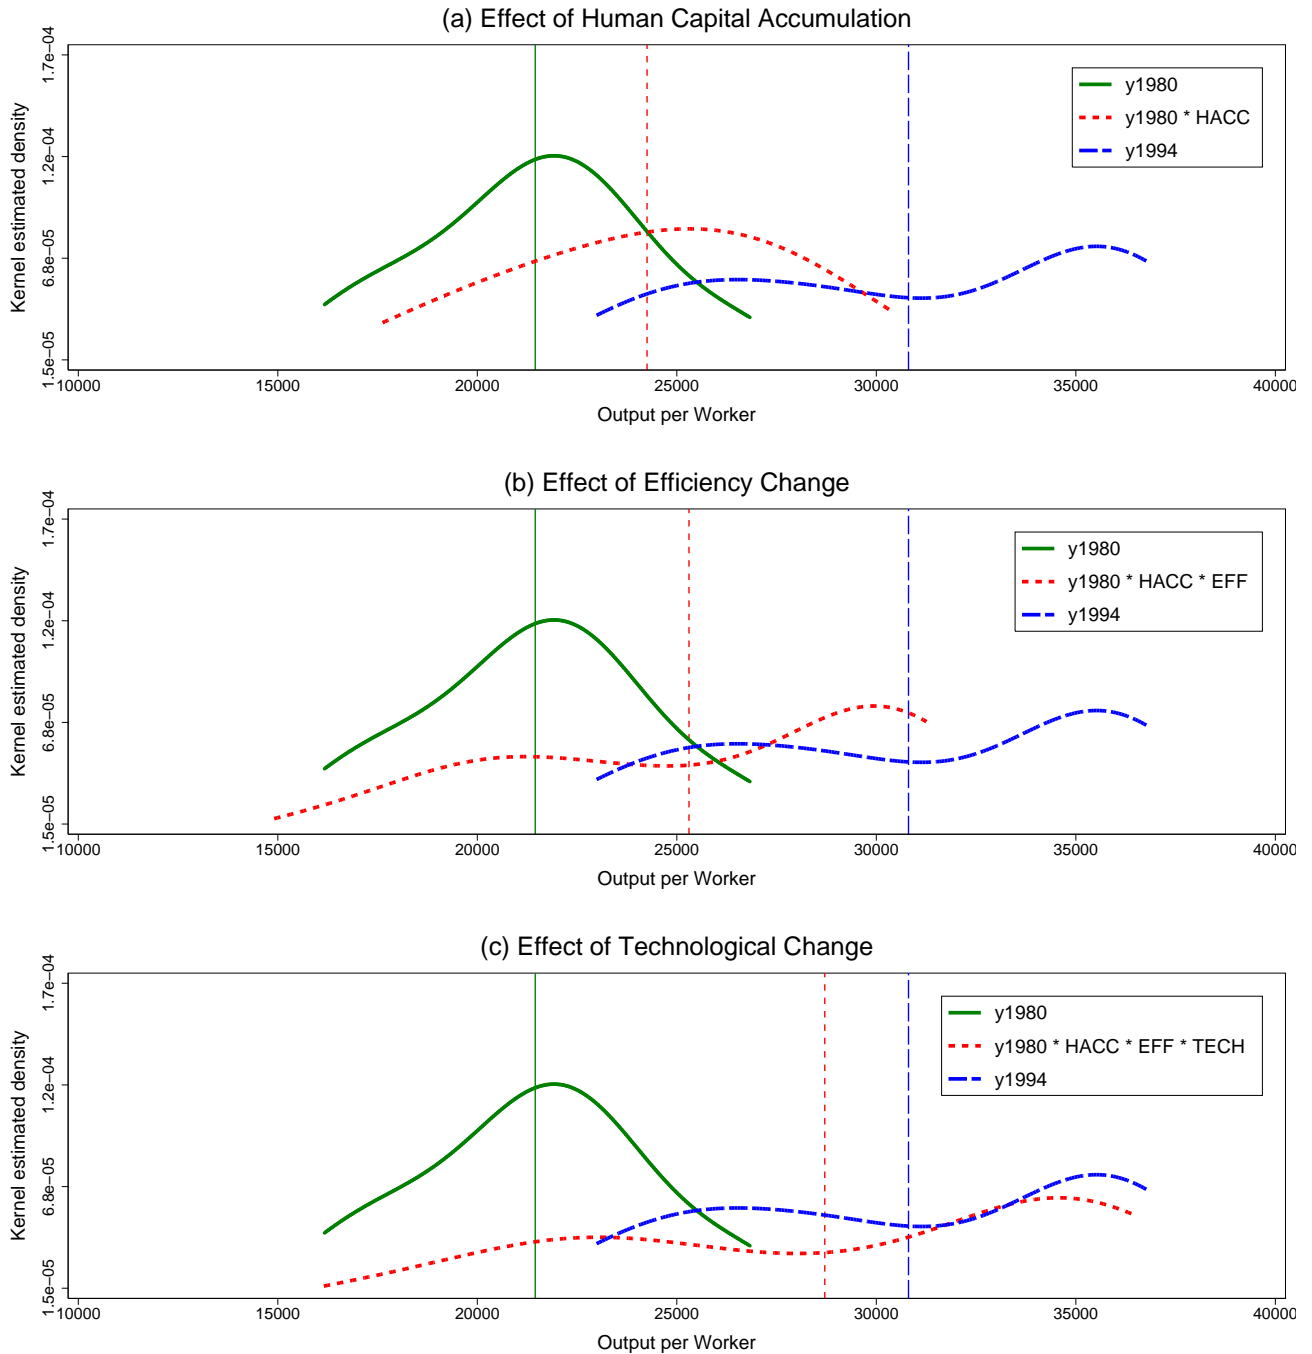 (a) Effect of Human Capital Accumulation
Kernel estimated density
1.7e−04
1.2e−04
6.8e−05
1.5e−05
y1980
y1980 * HACC
y1994
10000 15000 20000 25000 30000 35000 40000
Output per Worker
(b) Effect of Efficiency Change
Kernel estimated density
1.7e−04
1.2e−04
6.8e−05
1.5e−05
y1980
y1980 * HACC * EFF
y1994
10000 15000 20000 25000 30000 35000 40000
Output per Worker
(c) Effect of Technological Change
Kernel estimated density
1.7e−04
1.2e−04
6.8e−05
1.5e−05
y1980
y1980 * HACC * EFF * TECH
y1994
10000 15000 20000 25000 30000 35000 40000
Output per Worker